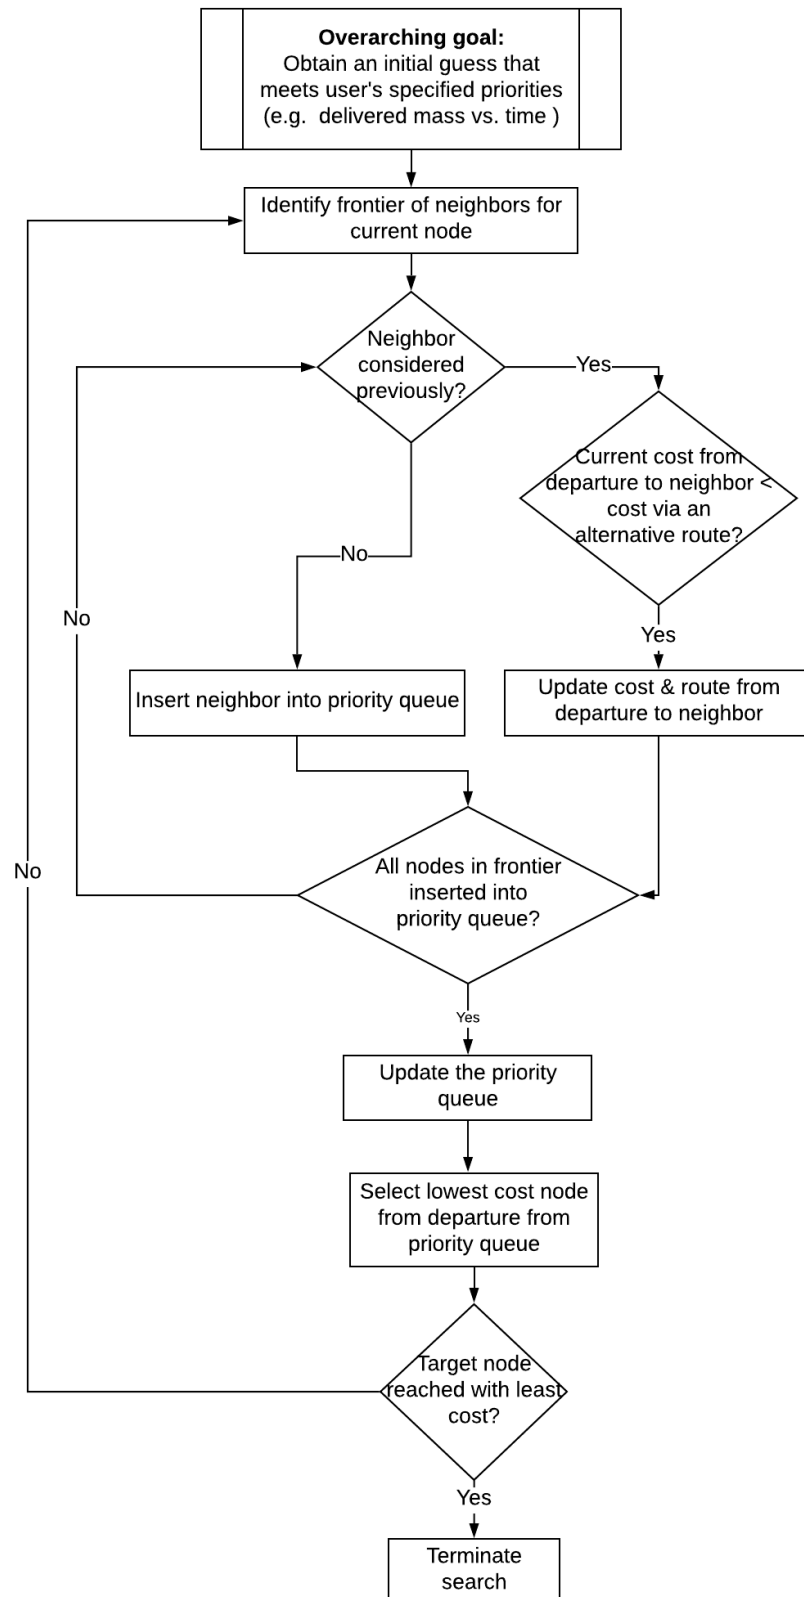 Overarching goal:
Obtain an initial guess that
meets user's specified priorities
(e.g. delivered mass vs. time )
Identify frontier of neighbors for
current node
Neighbor
considered
previously?
Yes
Current cost from
departure to neighbor <
cost via an
alternative route?
No
No
Yes
Insert neighbor into priority queue
Update cost & route from
departure to neighbor
No
All nodes in frontier
inserted into
priority queue?
Yes
Update the priority
queue
Select lowest cost node
from departure from
priority queue
Target node
reached with least
cost?
Yes
Terminate
search